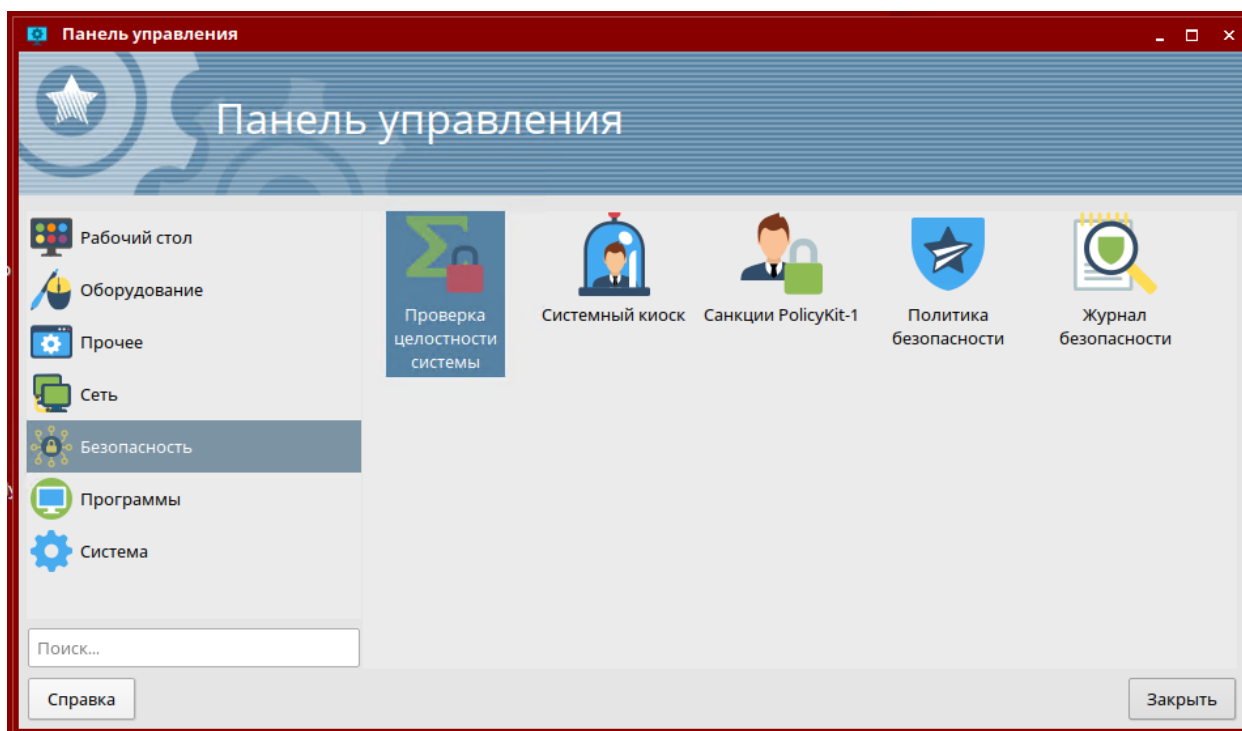 Панель управления
Панель управления
Рабочий стол
Оборудование
Прочее
Сеть
Безопасность
Программы
Система
Проверка
целостности
системы
Системный киоск
Санкции PolicyKit-1
Политика
безопасности
Журнал
безопасности
Поиск...
Справка
Закрыть